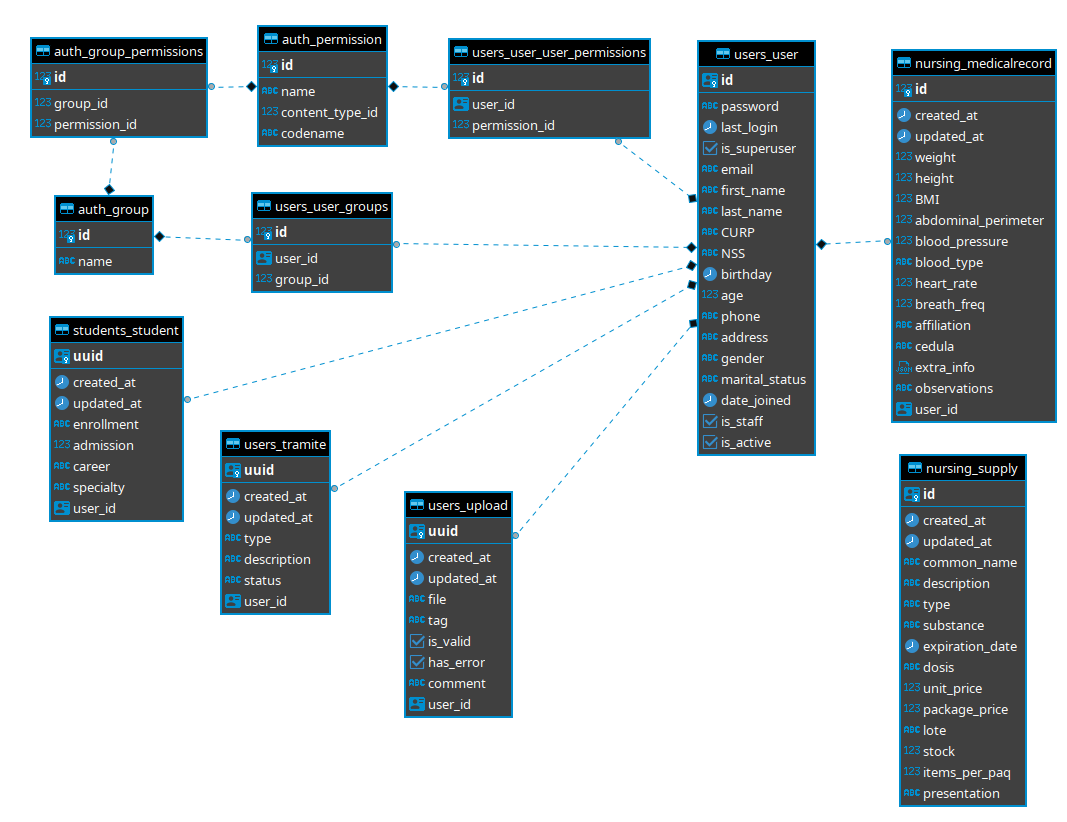 auth_group_permissions
id
group_id
permission_id
auth_permission
id
name
content_type_id
codename
users_user_user_permissions
id
user_id
permission_id
users_user
id
password
last_login
is_superuser
email
first_name
last_name
CURP
NSS
birthday
age
phone
address
gender
marital_status
date_joined
is_staff
is_active
nursing_medicalrecord
id
created_at
updated_at
weight
height
BMI
abdominal_perimeter
blood_pressure
blood_type
heart_rate
breath_freq
affiliation
cedula
extra_info
observations
user_id
auth_group
id
name
users_user_groups
id
user_id
group_id
students_student
uuid
created_at
updated_at
enrollment
admission
career
specialty
user_id
users_tramite
uuid
created_at
updated_at
type
description
status
user_id
users_upload
uuid
created_at
updated_at
file
tag
is_valid
has_error
comment
user_id
nursing_supply
id
created_at
updated_at
common_name
description
type
substance
expiration_date
dosis
unit_price
package_price
lote
stock
items_per_paq
presentation